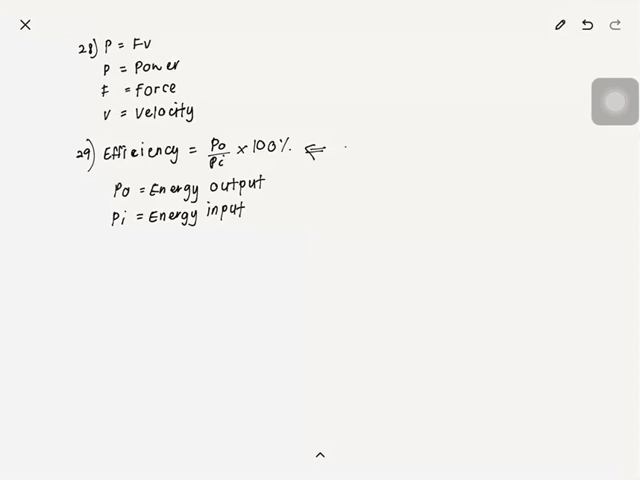 28) P = Fv
P = Power
F = Force
v = Velocity
29) Efficiency = Po/Pi × 100% ⇐
Po = Energy output
Pi = Energy input